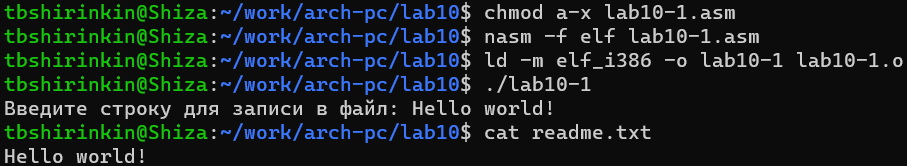 tbshirinkin@Shiza:~/work/arch-pc/lab10$ chmod a-x lab10-1.asm
tbshirinkin@Shiza:~/work/arch-pc/lab10$ nasm -f elf lab10-1.asm
tbshirinkin@Shiza:~/work/arch-pc/lab10$ ld -m elf_i386 -o lab10-1 lab10-1.o
tbshirinkin@Shiza:~/work/arch-pc/lab10$ ./lab10-1
Введите строку для записи в файл: Hello world!
tbshirinkin@Shiza:~/work/arch-pc/lab10$ cat readme.txt
Hello world!